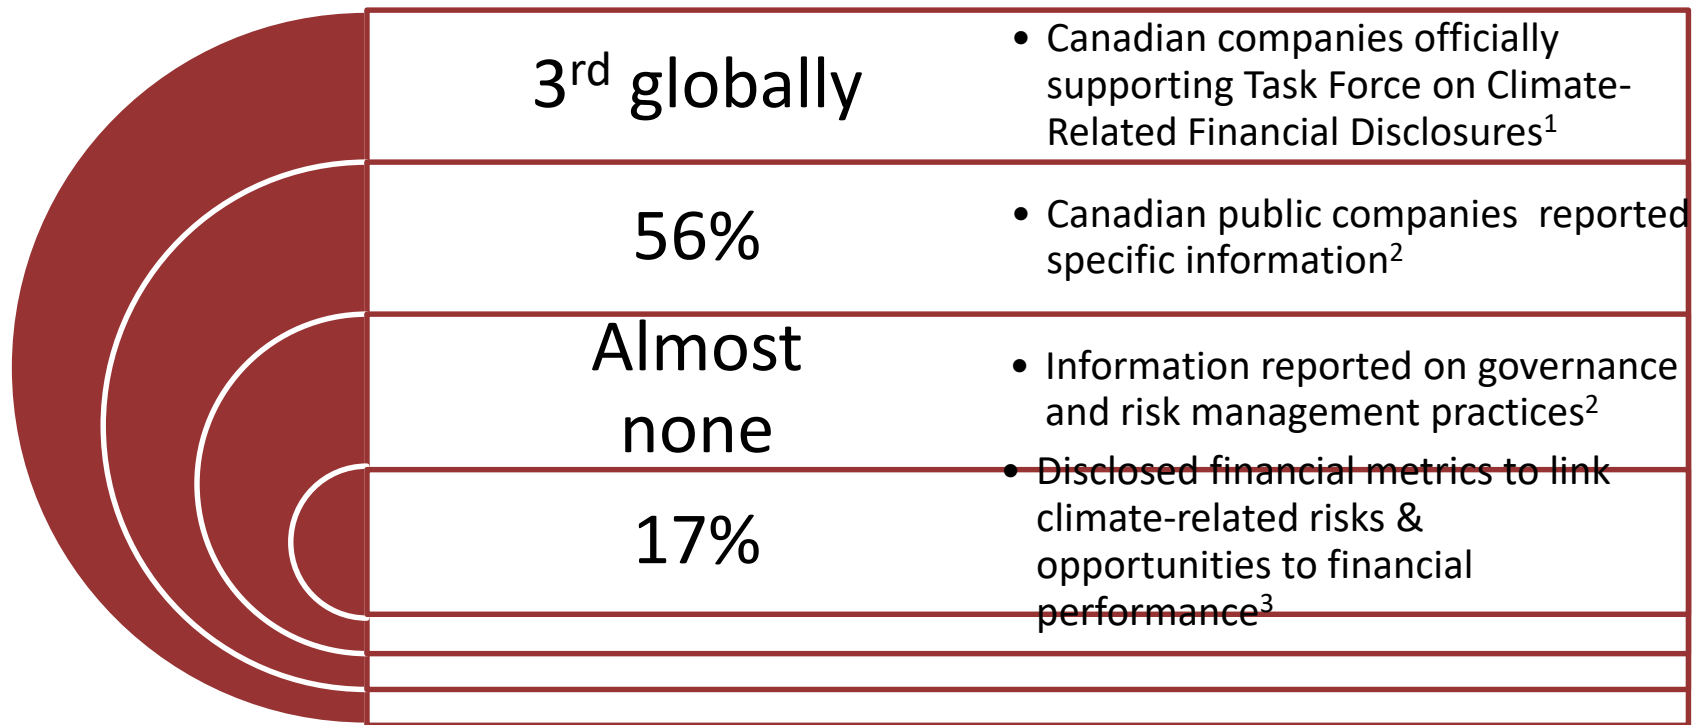 3rd globally
• Canadian companies officially
supporting Task Force on Climate-
Related Financial Disclosures1
56%
• Canadian public companies reported
specific information2
Almost
none
• Information reported on governance
and risk management practices2
17%
• Disclosed financial metrics to link
climate-related risks &
opportunities to financial
performance3